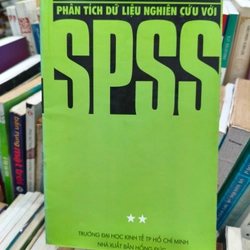 PHÂN TÍCH DỮ LIỆU NGHIÊN CỨU VỚI
SPSS
TRƯỜNG ĐẠI HỌC KINH TẾ TP HỒ CHÍ MINH
NHÀ XUẤT BẢN HỒNG ĐỨC